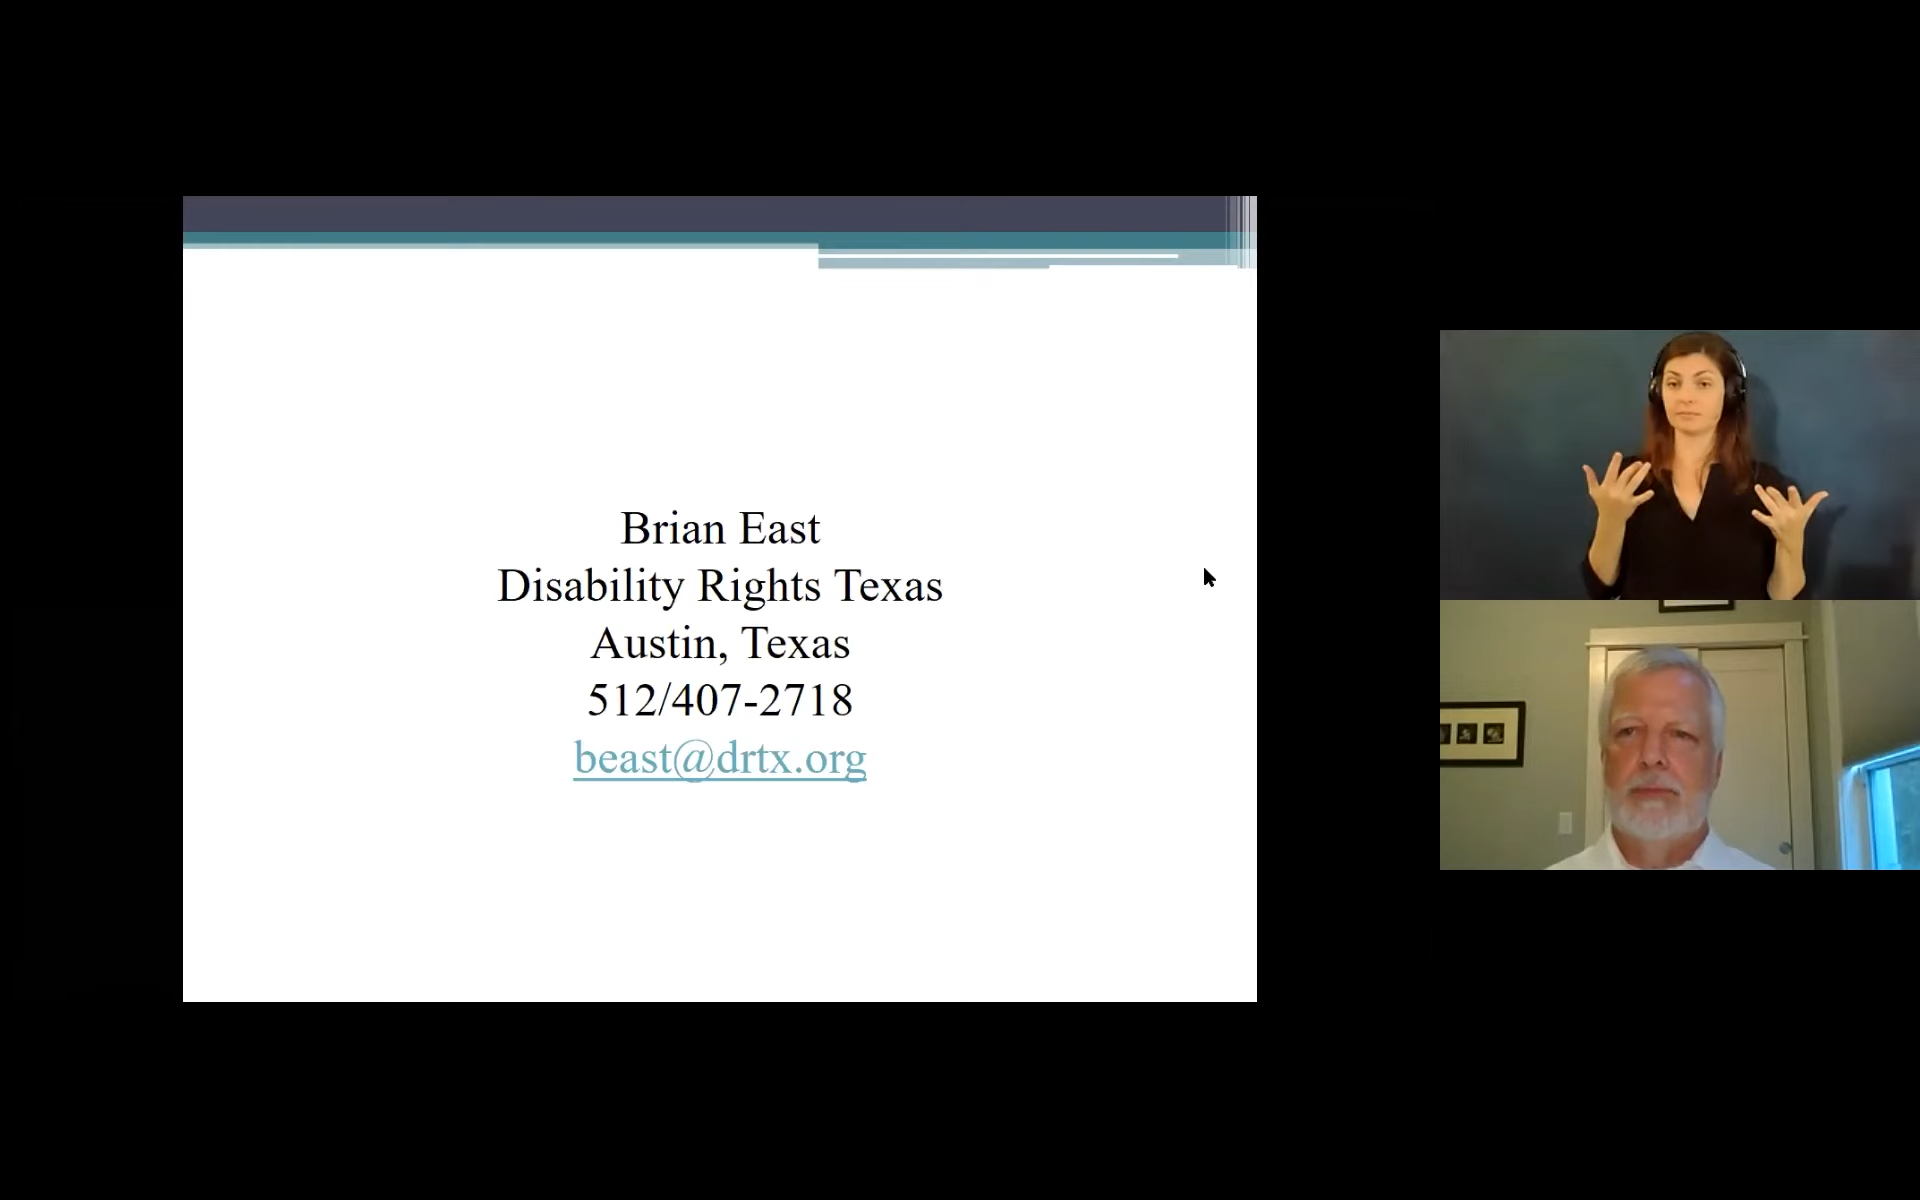 Brian East
Disability Rights Texas
Austin, Texas
512/407-2718
beast@drtx.org